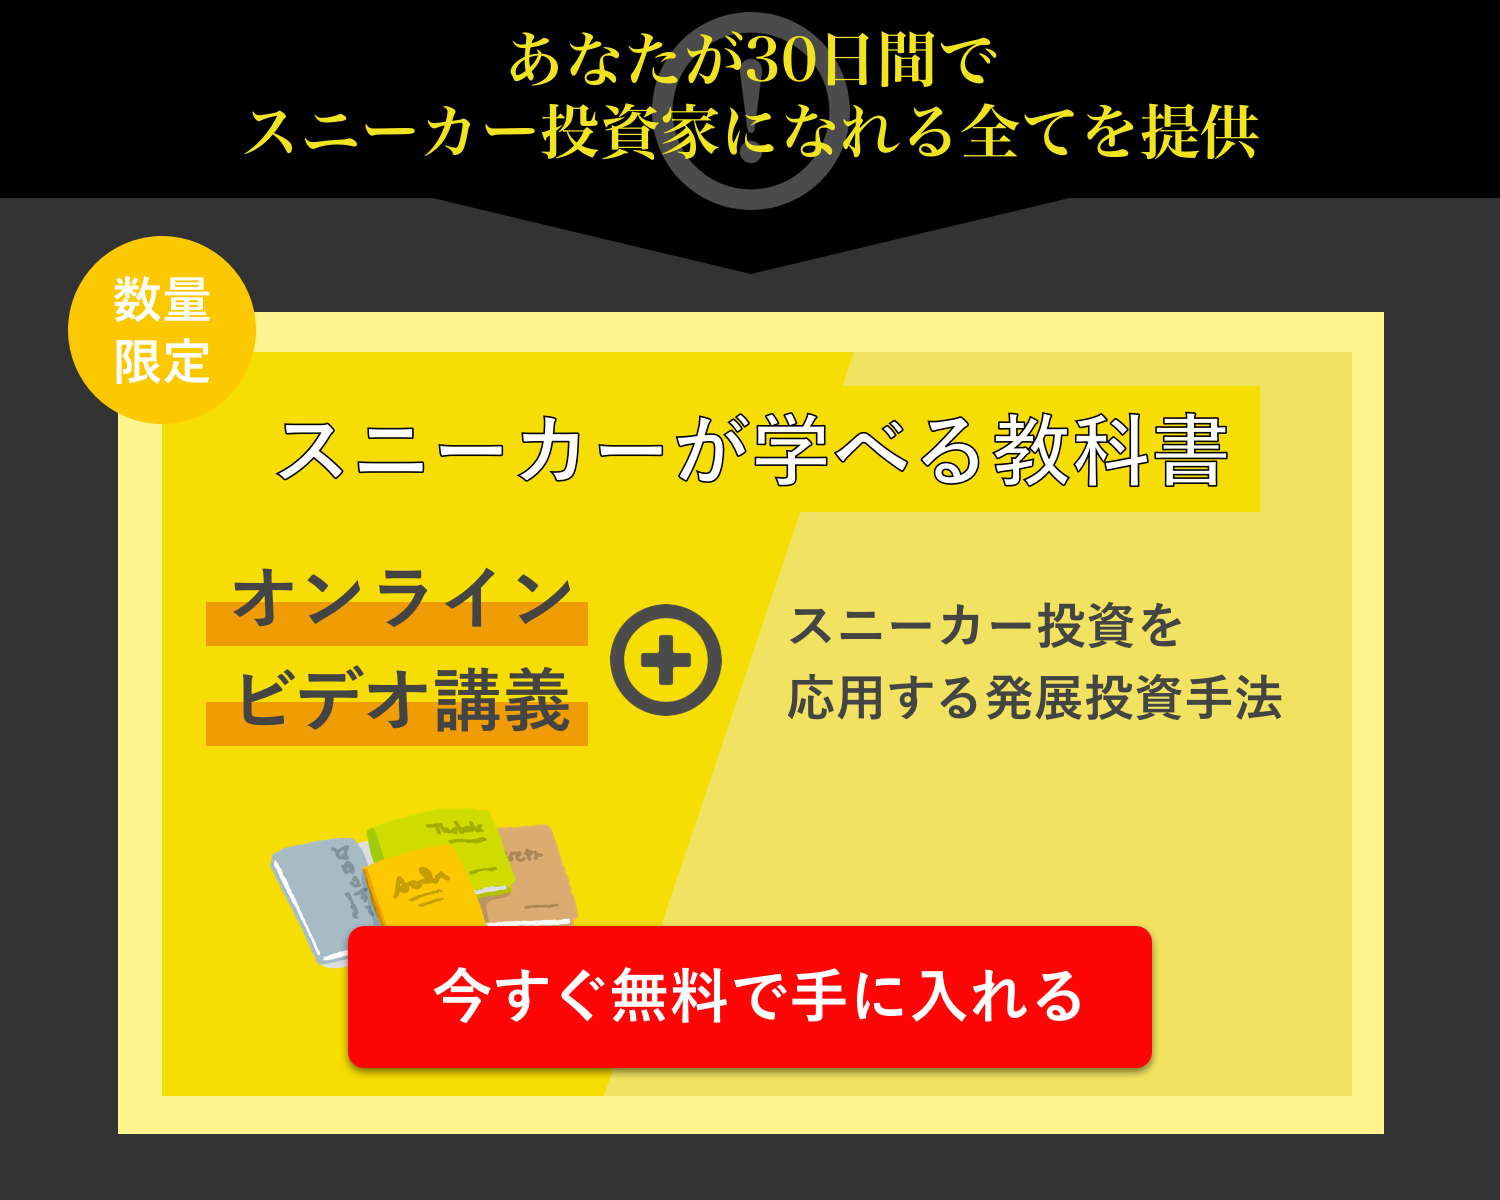 あなたが30日間で
スニーカー投資家になれる全てを提供
数量
限定
スニーカーが学べる教科書
オンライン
ビデオ講義
スニーカー投資を
応用する発展投資手法
今すぐ無料で手に入れる